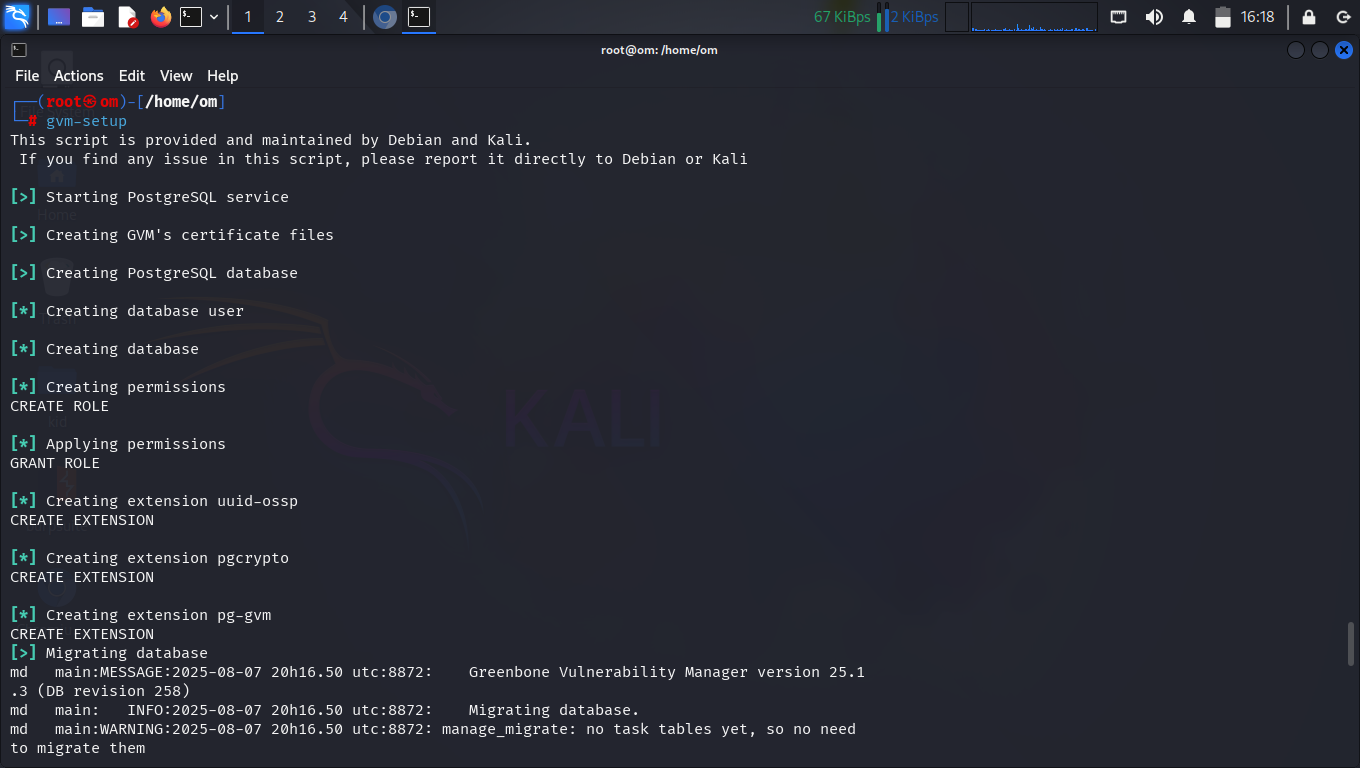 1 2 3 4 67 KiBps 2 KiBps 16:18
root@om: /home/om
File Actions Edit View Help
┌──(root㉿om)-[/home/om]
└─# gvm-setup
This script is provided and maintained by Debian and Kali.
 If you find any issue in this script, please report it directly to Debian or Kali
[>] Starting PostgreSQL service
Home
[>] Creating GVM's certificate files
[>] Creating PostgreSQL database
[*] Creating database user
[*] Creating database
[*] Creating permissions
CREATE ROLE
KALI
[*] Applying permissions
GRANT ROLE
[*] Creating extension uuid-ossp
CREATE EXTENSION
[*] Creating extension pgcrypto
CREATE EXTENSION
[*] Creating extension pg-gvm
CREATE EXTENSION
[>] Migrating database
md   main:MESSAGE:2025-08-07 20h16.50 utc:8872:    Greenbone Vulnerability Manager version 25.1
.3 (DB revision 258)
md   main:   INFO:2025-08-07 20h16.50 utc:8872:    Migrating database.
md   main:WARNING:2025-08-07 20h16.50 utc:8872: manage_migrate: no task tables yet, so no need
to migrate them